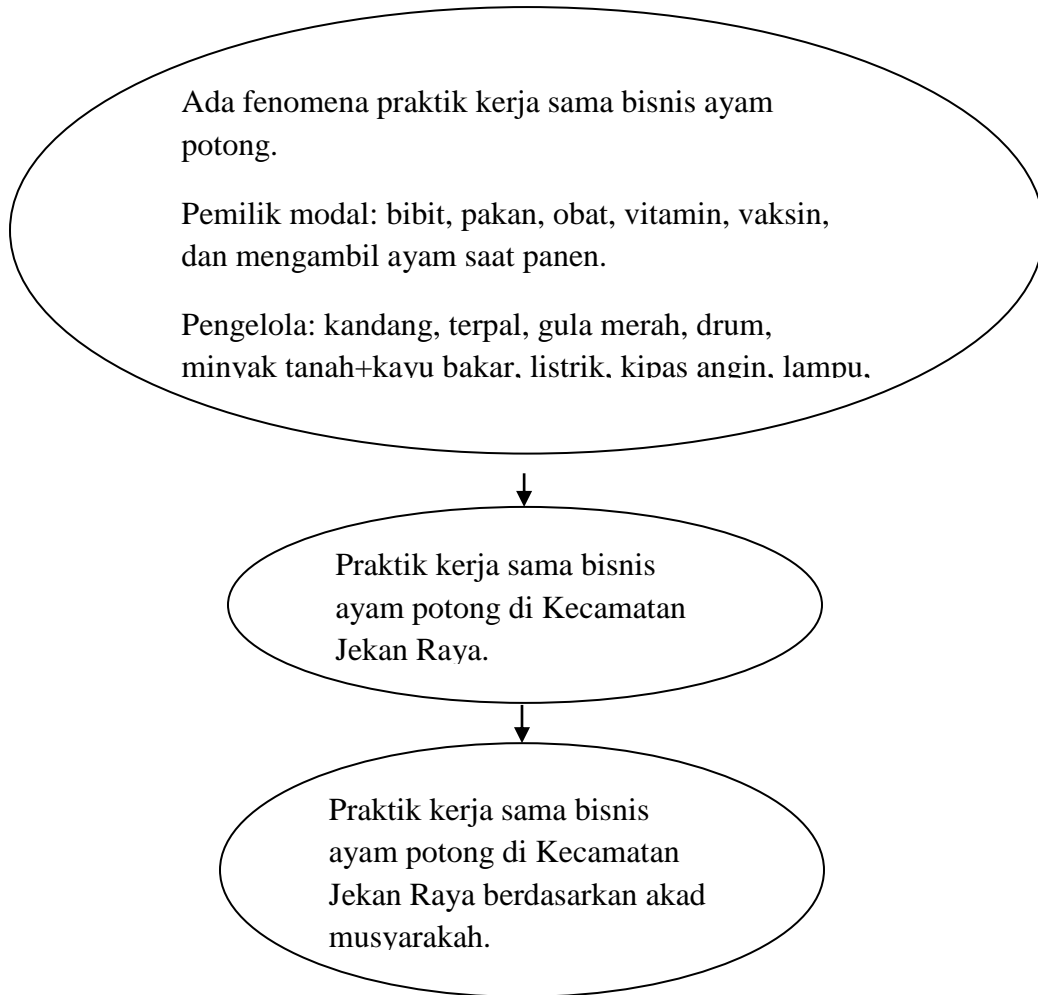 Ada fenomena praktik kerja sama bisnis ayam
potong.
Pemilik modal: bibit, pakan, obat, vitamin, vaksin,
dan mengambil ayam saat panen.
Pengelola: kandang, terpal, gula merah, drum,
minyak tanah+kayu bakar, listrik, kipas angin, lampu,
Praktik kerja sama bisnis
ayam potong di Kecamatan
Jekan Raya.
Praktik kerja sama bisnis
ayam potong di Kecamatan
Jekan Raya berdasarkan akad
musyarakah.